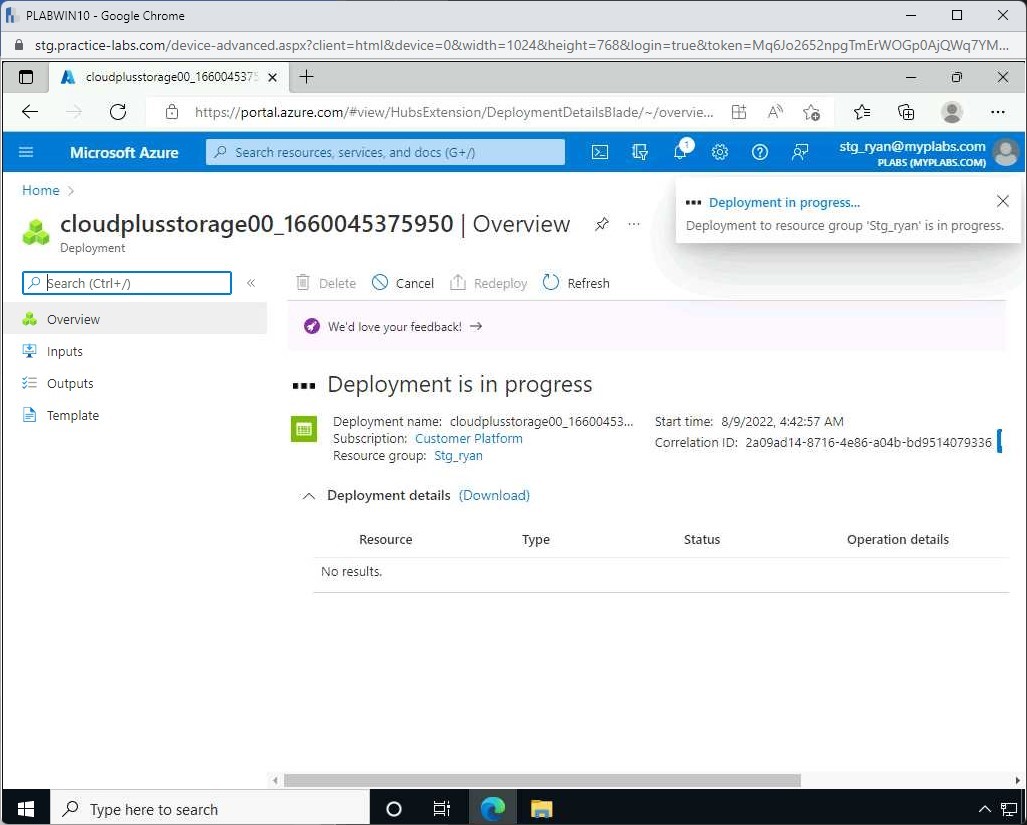 PLABWIN10 - Google Chrome
stg.practice-labs.com/device-advanced.aspx?client=html&device=0&width=1024&height=768&login=true&token=Mq6Jo2652npgTmErWOGp0AjQWq7YM...
cloudplusstorage00_1660045375
https://portal.azure.com/#view/HubsExtension/DeploymentDetailsBlade/~/overvie...
Microsoft Azure
Search resources, services, and docs (G+/)
1
stg_ryan@myplabs.com
PLABS (MYPLABS.COM)
Home >
Deployment in progress...
Deployment to resource group 'Stg_ryan' is in progress.
cloudplusstorage00_1660045375950 | Overview
Deployment
Search (Ctrl+/)
Delete Cancel Redeploy Refresh
Overview
Inputs
Outputs
Template
We'd love your feedback! →
Deployment is in progress
Deployment name: cloudplusstorage00_16600453...
Subscription: Customer Platform
Resource group: Stg_ryan
Start time: 8/9/2022, 4:42:57 AM
Correlation ID: 2a09ad14-8716-4e86-a04b-bd9514079336
Deployment details (Download)
Resource Type Status Operation details
No results.
Type here to search